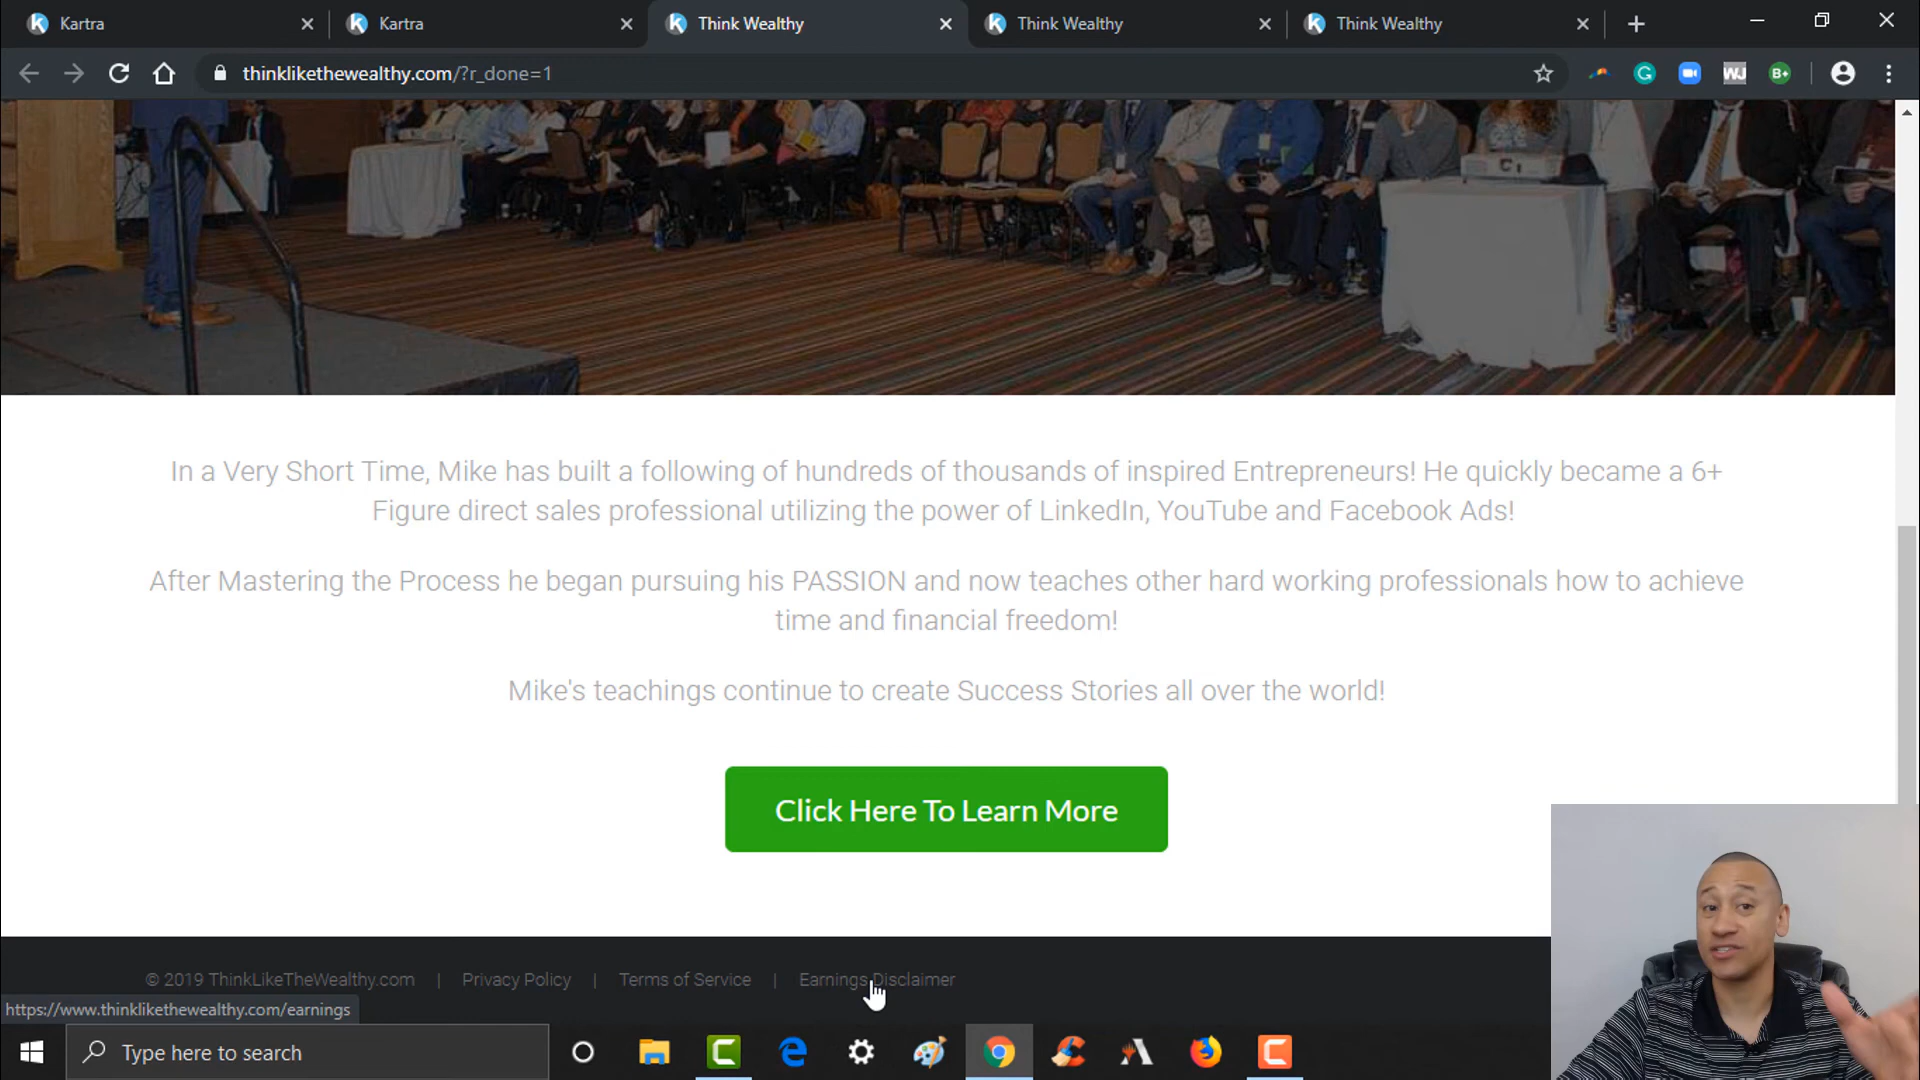 Kartra
Kartra
Think Wealthy
Think Wealthy
Think Wealthy
thinklikethewealthy.com/?r_done=1
G
WJ
B+
In a Very Short Time, Mike has built a following of hundreds of thousands of inspired Entrepreneurs! He quickly became a 6+
Figure direct sales professional utilizing the power of LinkedIn, YouTube and Facebook Ads!
After Mastering the Process he began pursuing his PASSION and now teaches other hard working professionals how to achieve
time and financial freedom!
Mike's teachings continue to create Success Stories all over the world!
Click Here To Learn More
© 2019 ThinkLikeTheWealthy.com | Privacy Policy | Terms of Service | Earnings Disclaimer
https://www.thinklikethewealthy.com/earnings
Type here to search